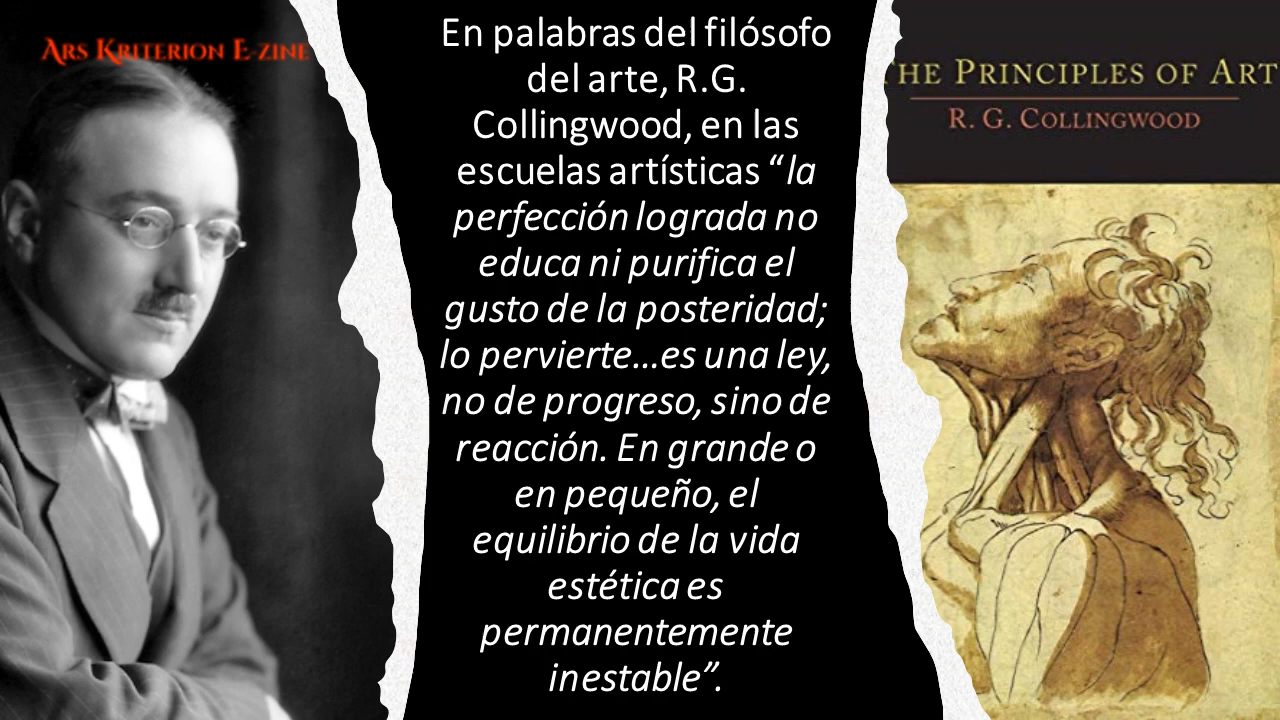 ARS KRITERION E-ZINE
En palabras del filósofo
del arte, R.G.
Collingwood, en las
escuelas artísticas “la
perfección lograda no
educa ni purifica el
gusto de la posteridad;
lo pervierte...es una ley,
no de progreso, sino de
reacción. En grande o
en pequeño, el
equilibrio de la vida
estética es
permanentemente
inestable”.
THE PRINCIPLES OF ART
R. G. COLLINGWOOD